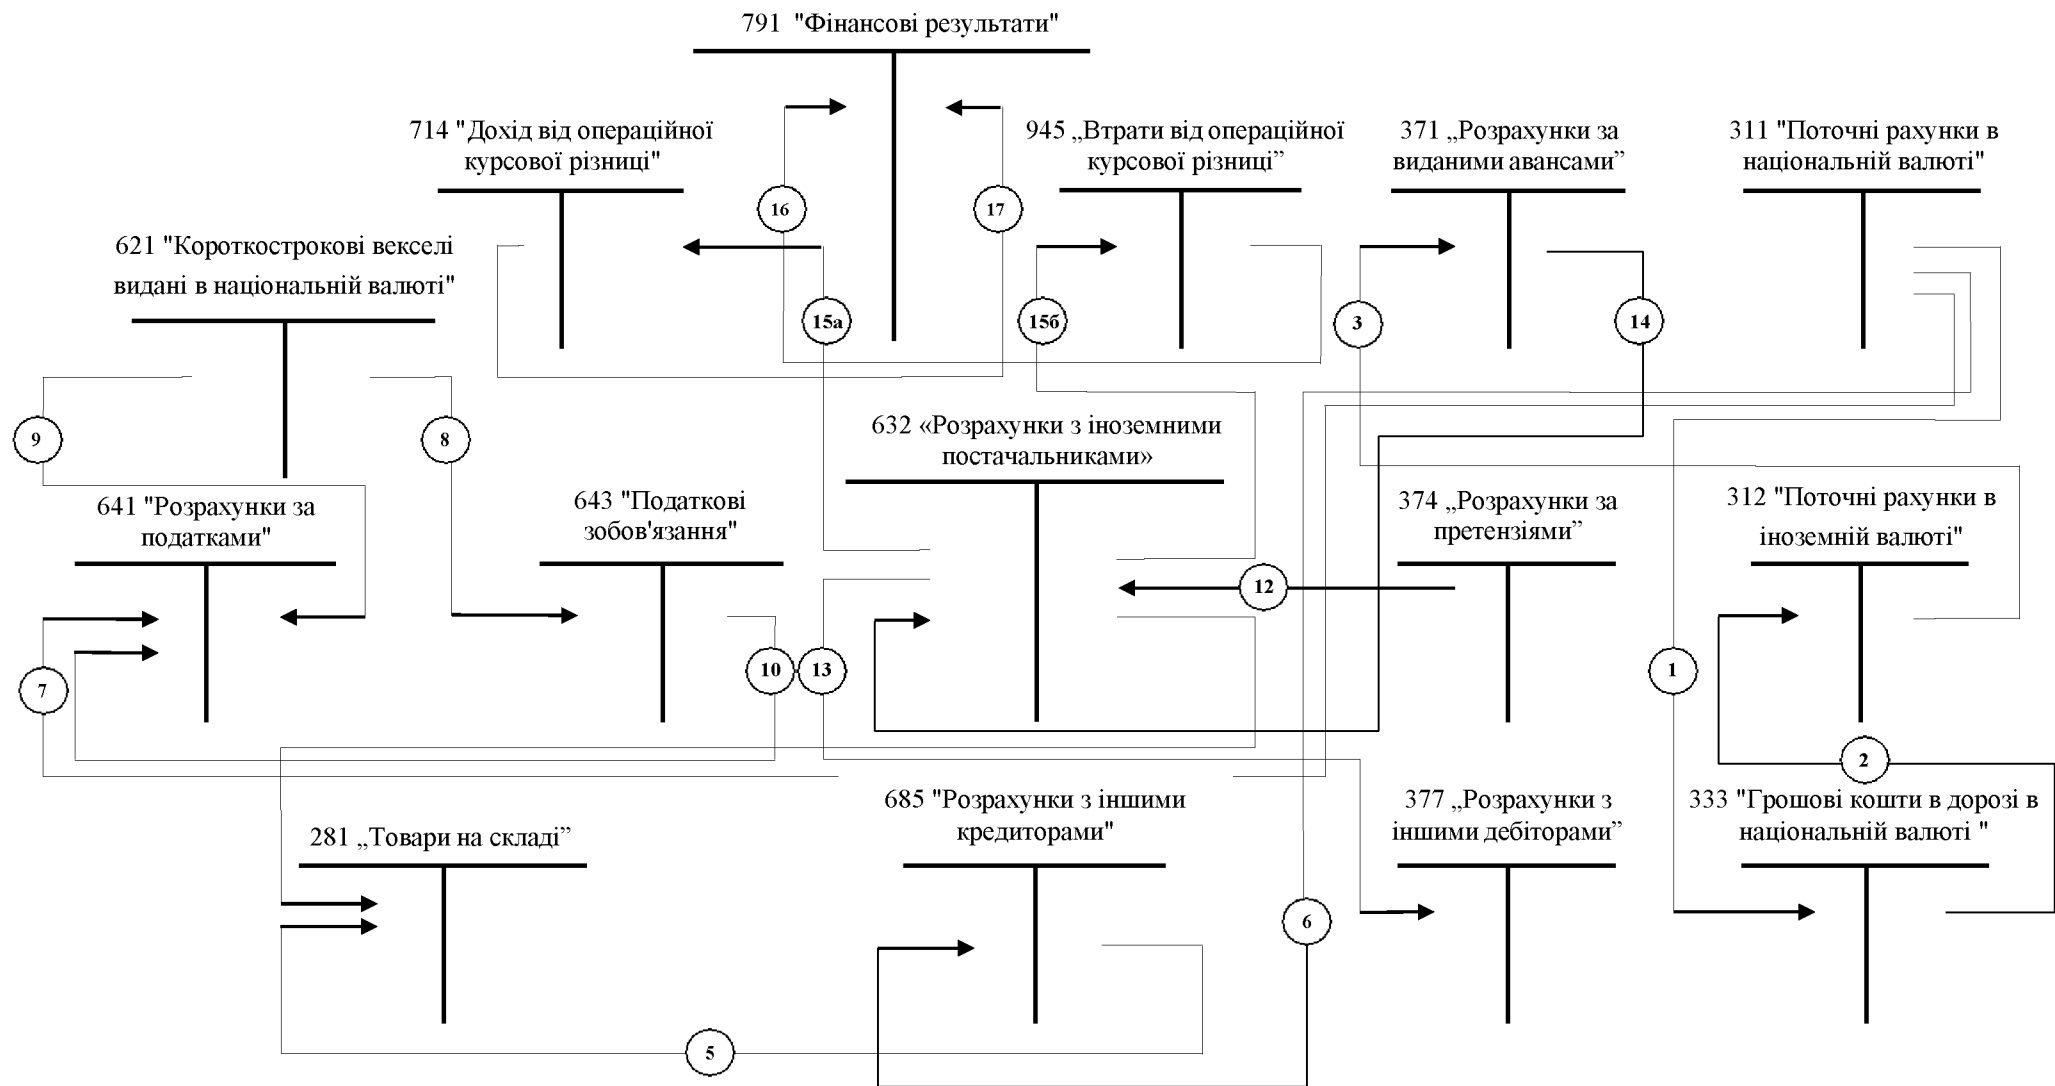 791 "Фінансові результати"
714 "Дохід від операційної
курсової різниці"
945 „Втрати від операційної
курсової різниці”
371 „Розрахунки за
виданими авансами”
311 "Поточні рахунки в
національній валюті"
16
17
621 "Короткострокові векселі
видані в національній валюті"
15а
15б
3
14
9
8
632 «Розрахунки з іноземними
постачальниками»
641 "Розрахунки за
податками"
643 "Податкові
зобов'язання"
374 „Розрахунки за
претензіями”
312 "Поточні рахунки в
іноземній валюті"
12
7
10
13
1
2
281 „Товари на складі”
685 "Розрахунки з іншими
кредиторами"
377 „Розрахунки з
іншими дебіторами”
333 "Грошові кошти в дорозі в
національній валюті "
6
5